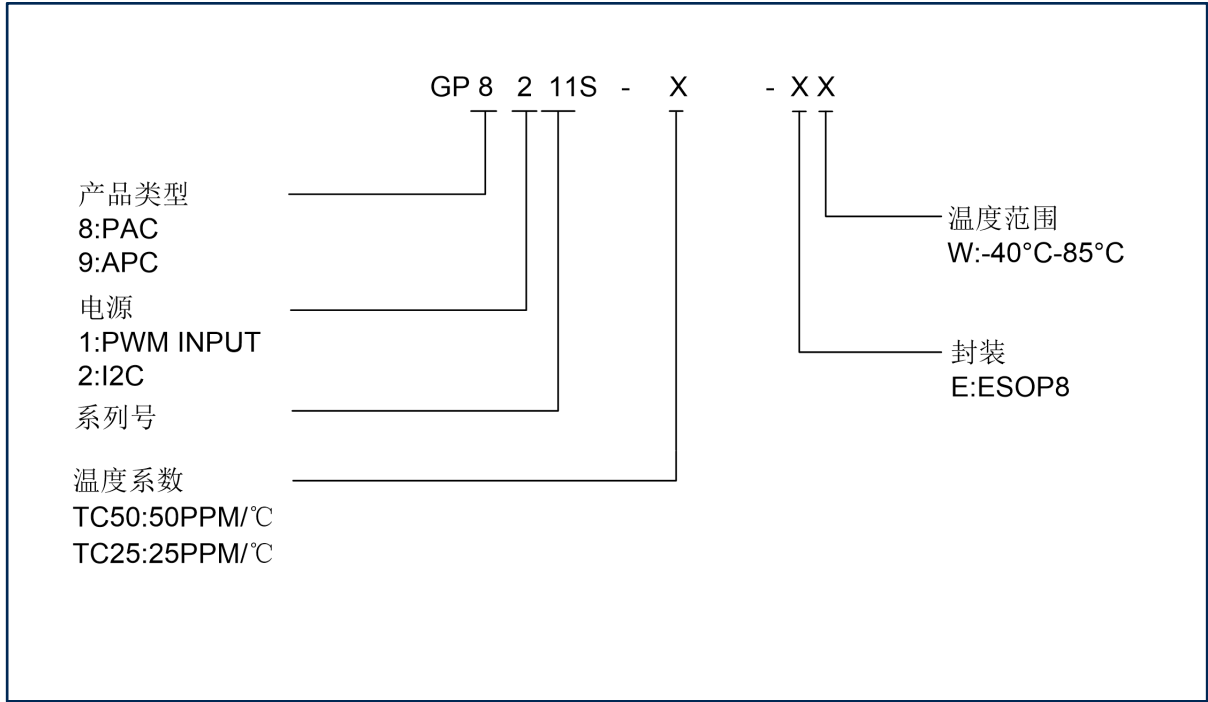 GP 8 2 11S - X - X X
产品类型
8:PAC
9:APC
电源
1:PWM INPUT
2:I2C
系列号
温度系数
TC50:50PPM/℃
TC25:25PPM/℃
温度范围
W:-40°C-85°C
封装
E:ESOP8